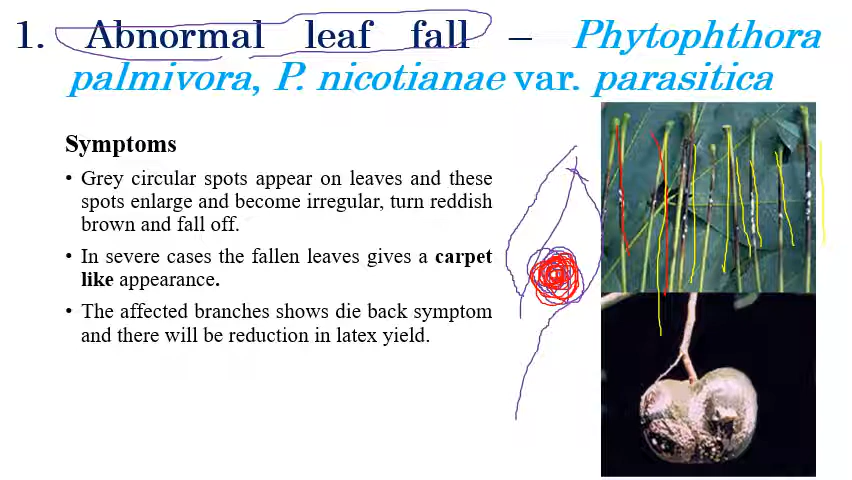 1. Abnormal leaf fall – Phytophthora
palmivora, P. nicotianae var. parasitica
Symptoms
• Grey circular spots appear on leaves and these
spots enlarge and become irregular, turn reddish
brown and fall off.
• In severe cases the fallen leaves gives a carpet
like appearance.
• The affected branches shows die back symptom
and there will be reduction in latex yield.